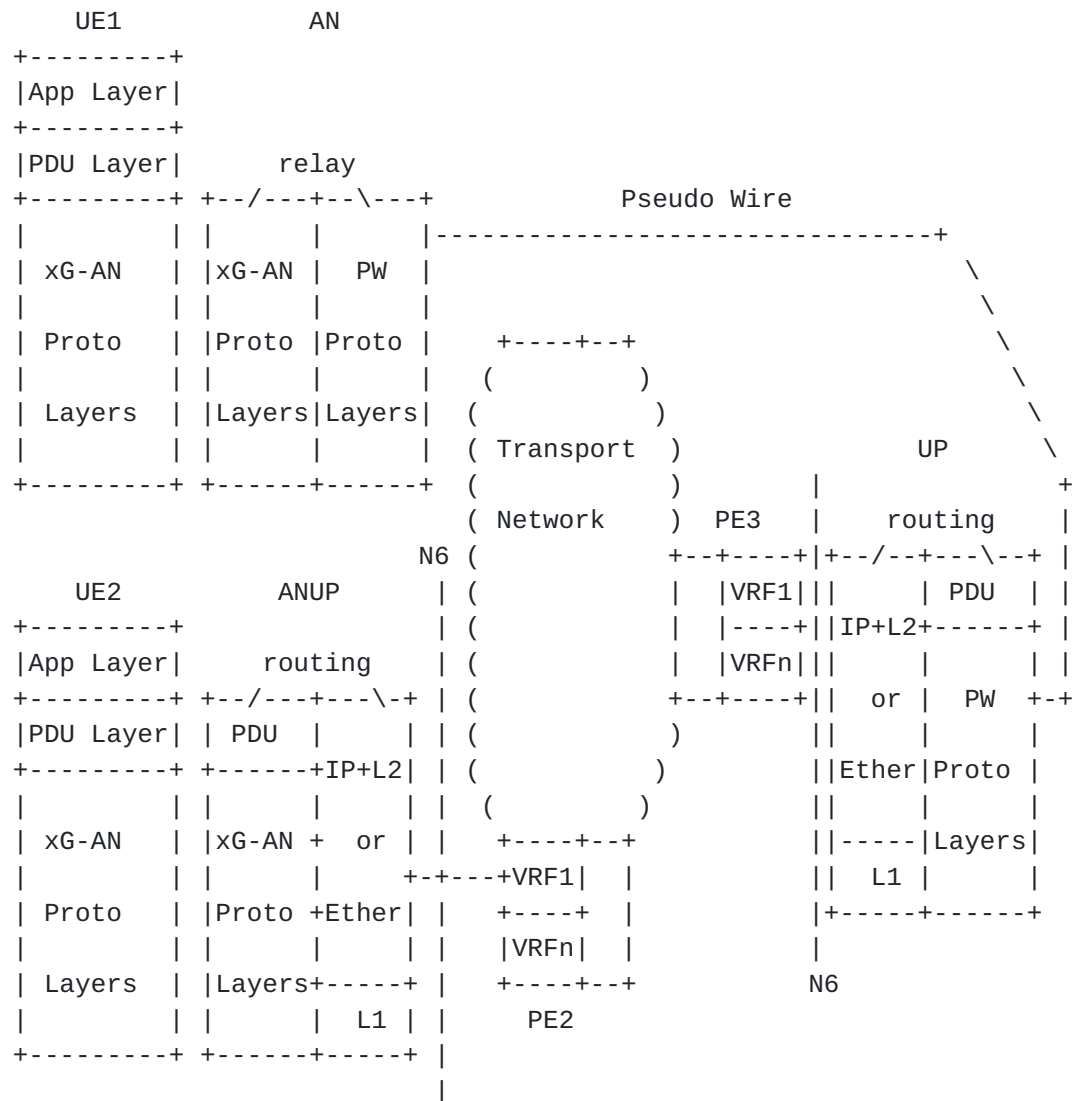 UE1 AN
App Layer
PDU Layer relay
Pseudo Wire
xG-AN xG-AN PW
Proto Proto Proto
Layers Layers Layers
Transport UP
Network PE3 routing
N6
UE2 ANUP VRF1 PDU
IP+L2
App Layer routing VRFn
or PW
PDU Layer PDU
IP+L2 Ether Proto
xG-AN xG-AN or Layers
VRF1 L1
Proto Proto Ether
VRFn
Layers Layers N6
L1 PE2